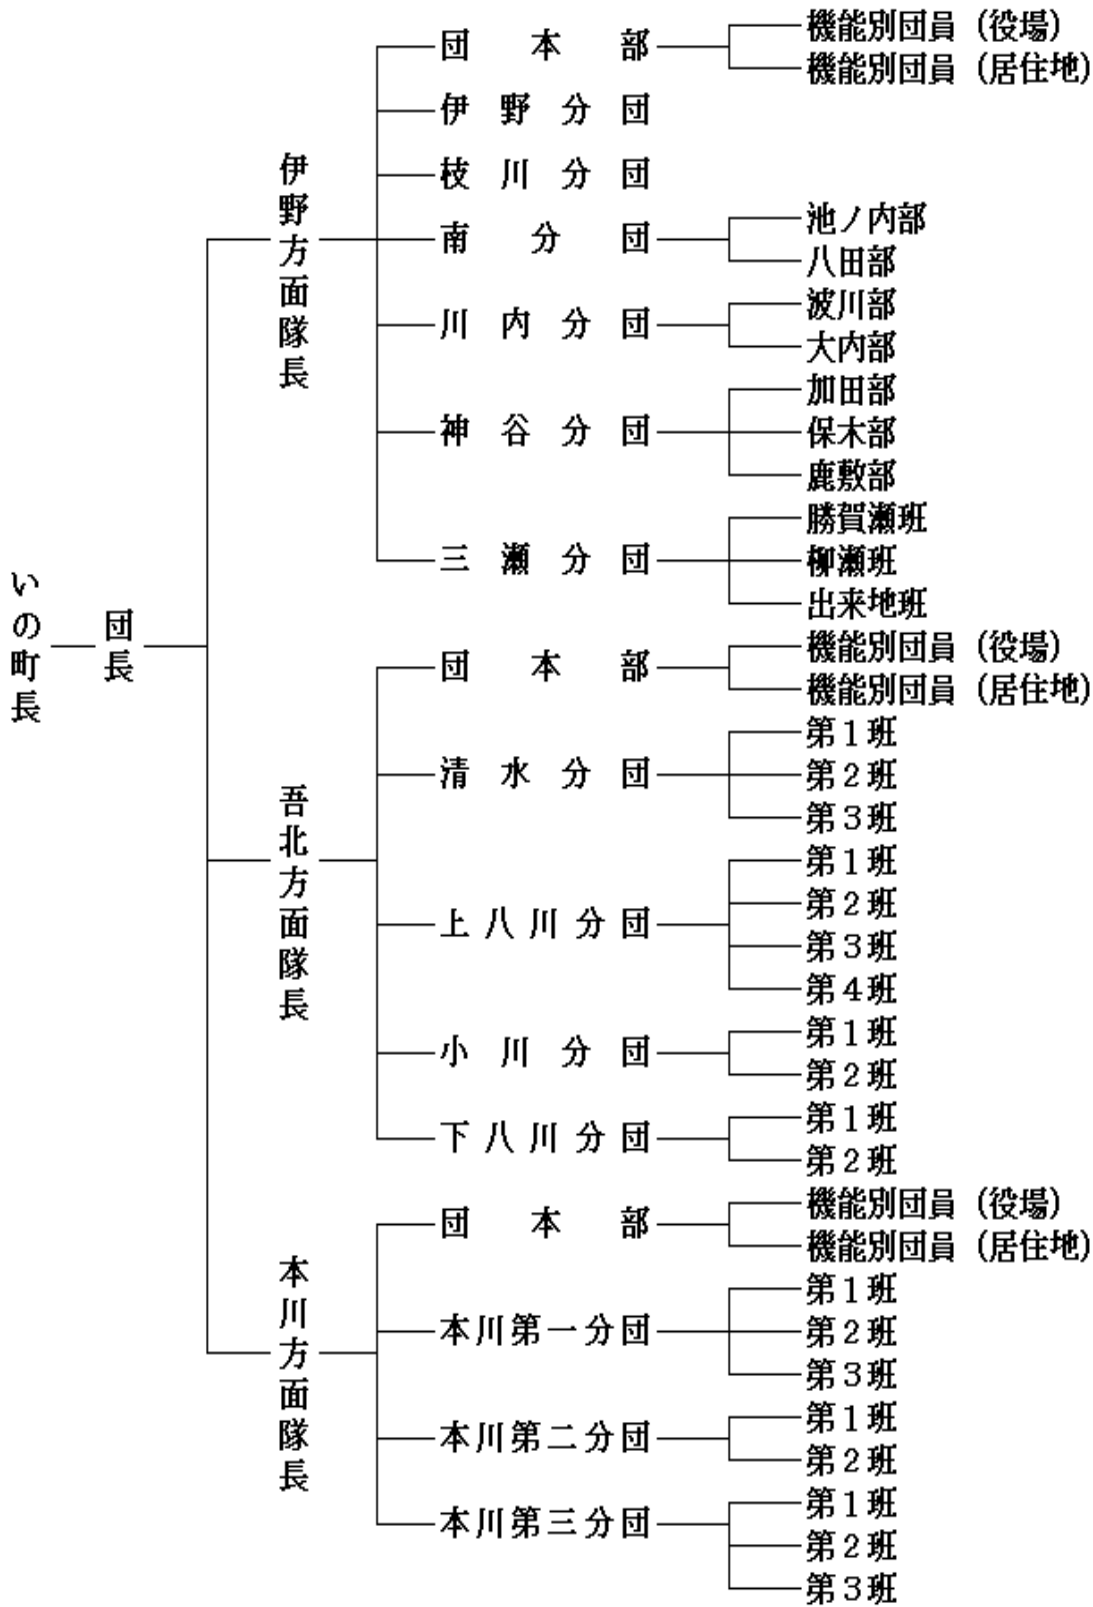 いの町長
団長
伊野方面隊長
団本部
機能別団員（役場）
機能別団員（居住地）
伊野分団
枝川分団
南分団
池ノ内部
八田部
川内分団
波川部
大内部
神谷分団
加田部
保木部
鹿敷部
三瀬分団
勝賀瀬班
柳瀬班
出来地班
吾北方面隊長
団本部
機能別団員（役場）
機能別団員（居住地）
清水分団
第１班
第２班
第３班
上八川分団
第１班
第２班
第３班
第４班
小川分団
第１班
第２班
下八川分団
第１班
第２班
本川方面隊長
団本部
機能別団員（役場）
機能別団員（居住地）
本川第一分団
第１班
第２班
第３班
本川第二分団
第１班
第２班
本川第三分団
第１班
第２班
第３班